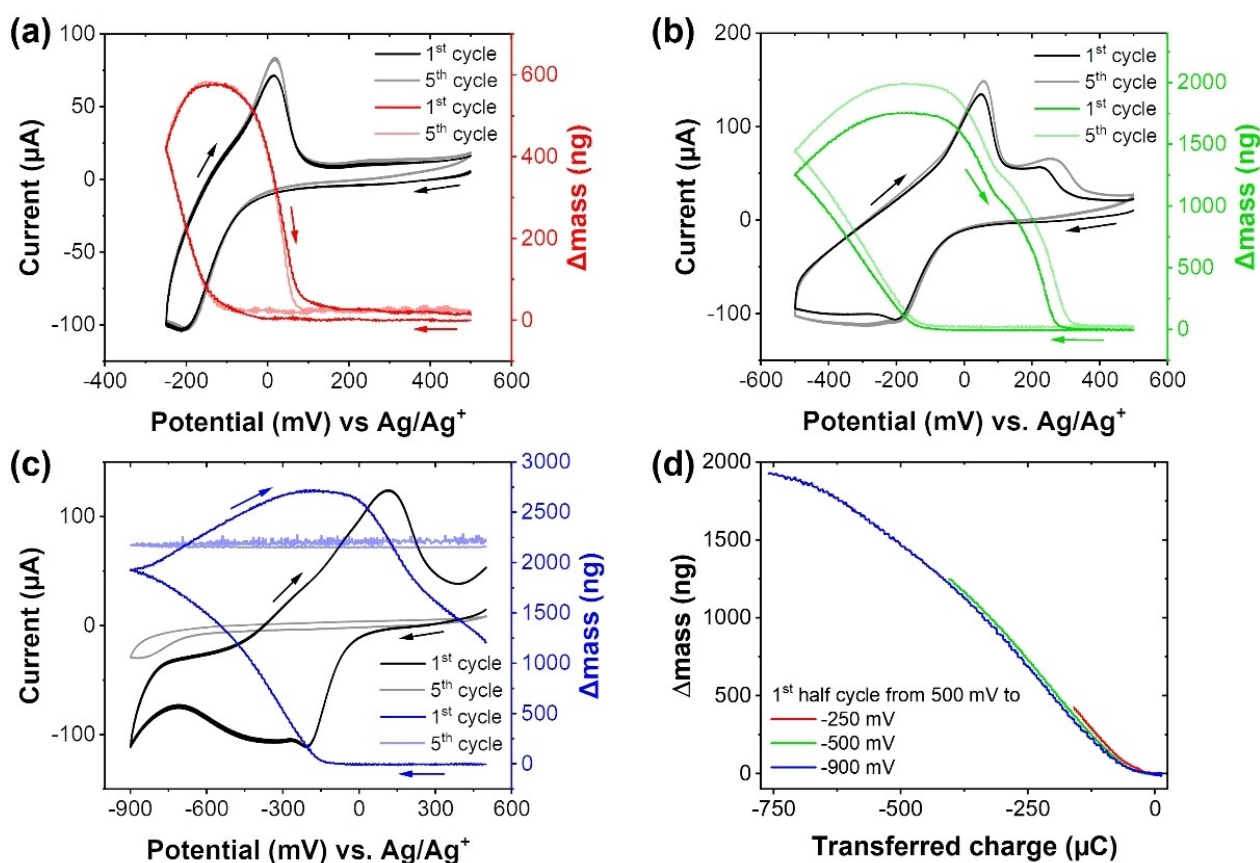 (a)
100
50
0
-50
-100
Current (µA)
1st cycle
5th cycle
1st cycle
5th cycle
600
400
200
0
Δmass (ng)
-400 -200 0 200 400 600
Potential (mV) vs Ag/Ag+
(b)
200
100
0
-100
Current (µA)
1st cycle
5th cycle
1st cycle
5th cycle
2000
1500
1000
500
0
Δmass (ng)
-600 -400 -200 0 200 400 600
Potential (mV) vs. Ag/Ag+
(c)
100
0
-100
Current (µA)
1st cycle
5th cycle
1st cycle
5th cycle
3000
2500
2000
1500
1000
500
0
Δmass (ng)
-900 -600 -300 0 300 600
Potential (mV) vs. Ag/Ag+
(d)
2000
1500
1000
500
0
Δmass (ng)
1st half cycle from 500 mV to
-250 mV
-500 mV
-900 mV
-750 -500 -250 0
Transferred charge (µC)